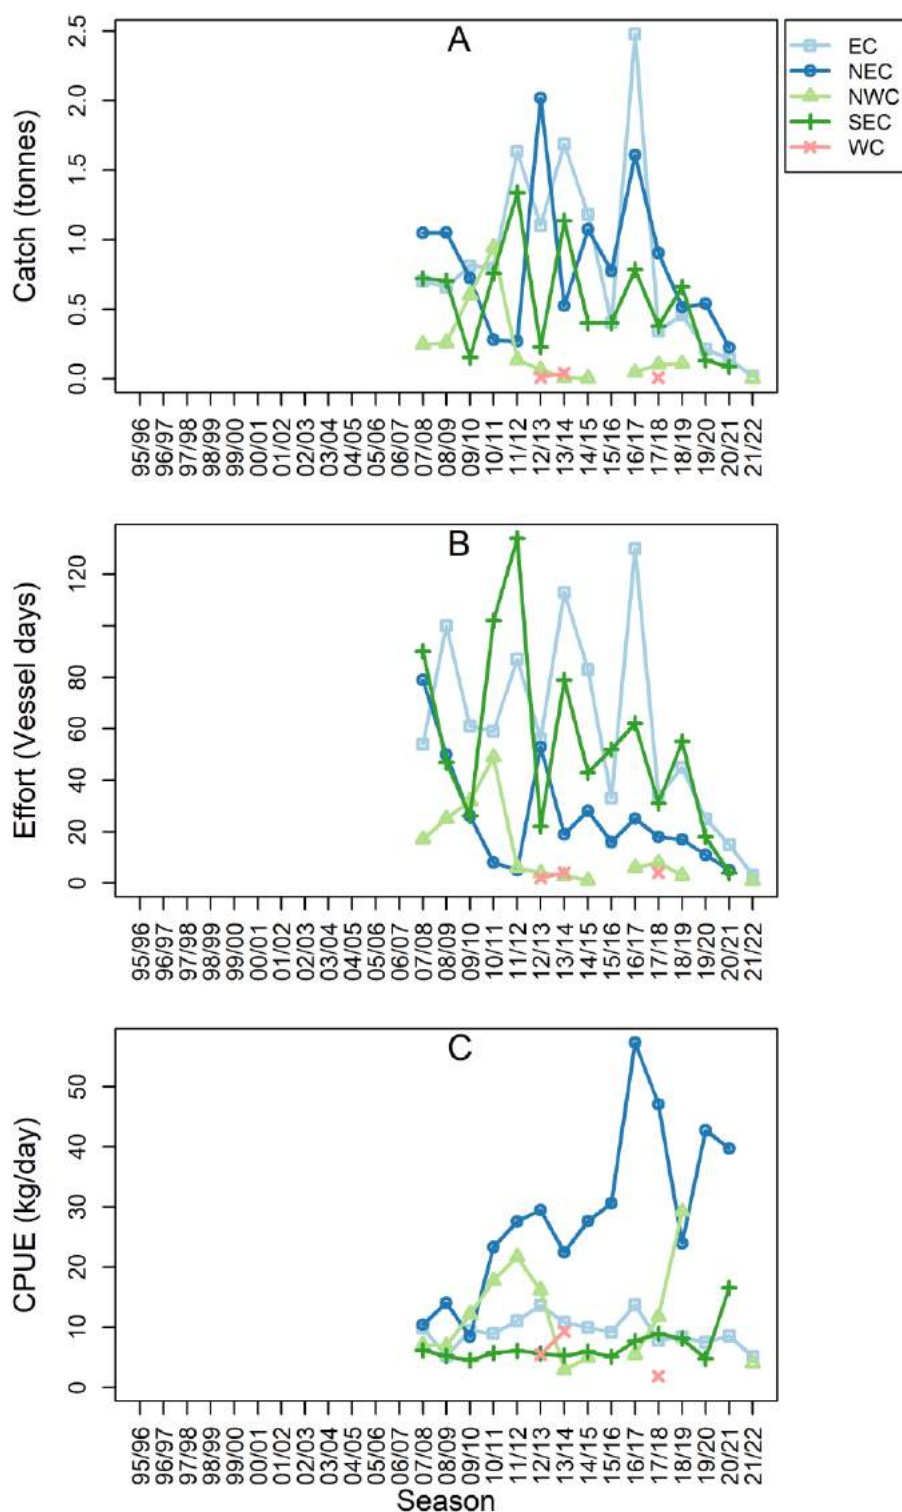 A
Catch (tonnes)
2.5
2.0
1.5
1.0
0.5
0.0
EC
NEC
NWC
SEC
WC
95/96 96/97 97/98 98/99 99/00 00/01 01/02 02/03 03/04 04/05 05/06 06/07 07/08 08/09 09/10 10/11 11/12 12/13 13/14 14/15 15/16 16/17 17/18 18/19 19/20 20/21 21/22
B
Effort (Vessel days)
120
80
60
40
20
0
95/96 96/97 97/98 98/99 99/00 00/01 01/02 02/03 03/04 04/05 05/06 06/07 07/08 08/09 09/10 10/11 11/12 12/13 13/14 14/15 15/16 16/17 17/18 18/19 19/20 20/21 21/22
C
CPUE (kg/day)
50
40
30
20
10
0
95/96 96/97 97/98 98/99 99/00 00/01 01/02 02/03 03/04 04/05 05/06 06/07 07/08 08/09 09/10 10/11 11/12 12/13 13/14 14/15 15/16 16/17 17/18 18/19 19/20 20/21 21/22
Season